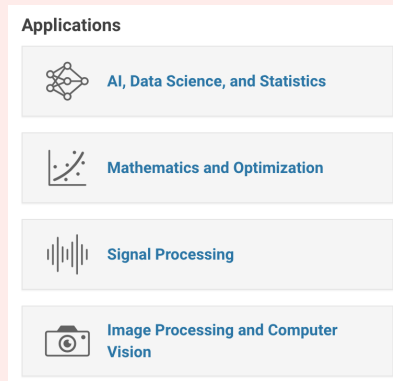 Applications
AI, Data Science, and Statistics
Mathematics and Optimization
Signal Processing
Image Processing and Computer
Vision